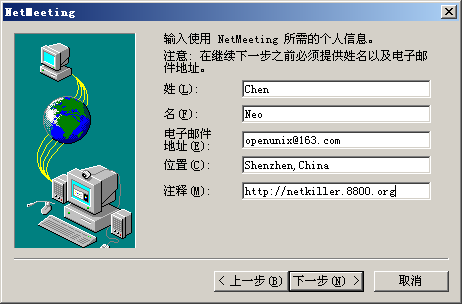 NetMeeting
输入使用 NetMeeting 所需的个人信息。
注意: 在继续下一步之前必须提供姓名以及电子邮
件地址。
姓(L): Chen
名(F): Neo
电子邮件
地址(E): openunix@163.com
位置(C): Shenzhen,China
注释(M): http://netkiller.8800.org
< 上一步(B) 下一步(N) > 取消